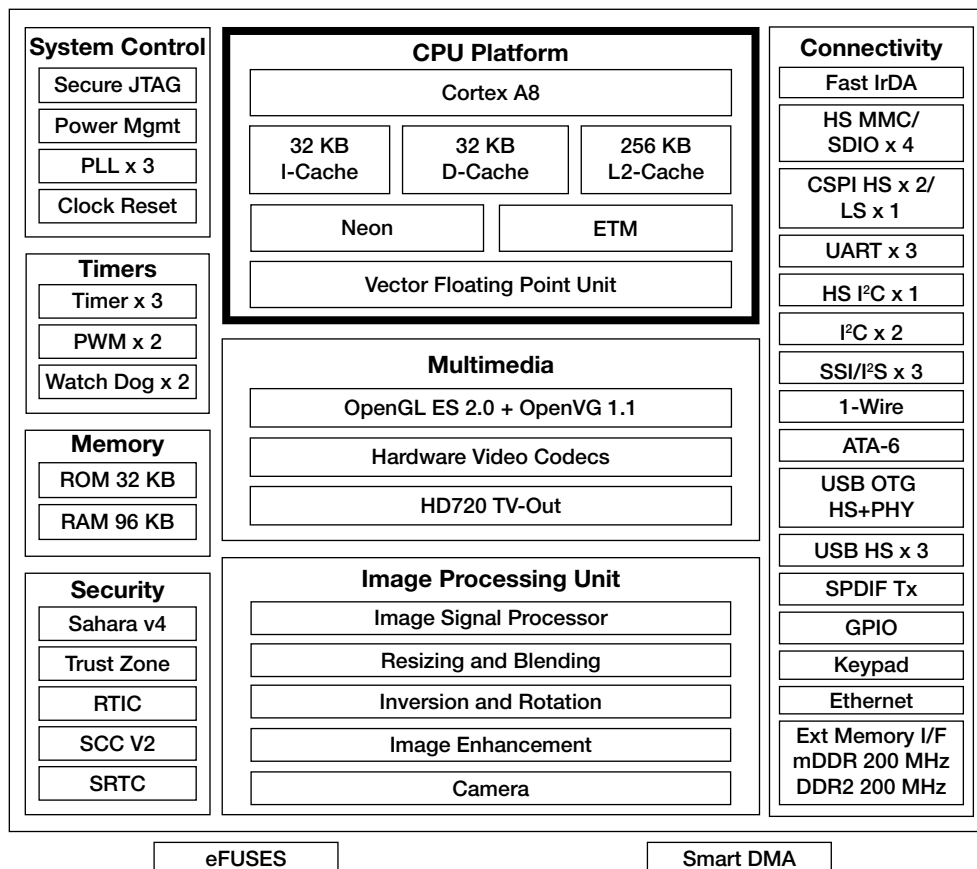 System Control
Secure JTAG
Power Mgmt
PLL x 3
Clock Reset
Timers
Timer x 3
PWM x 2
Watch Dog x 2
Memory
ROM 32 KB
RAM 96 KB
Security
Sahara v4
Trust Zone
RTIC
SCC V2
SRTC
CPU Platform
Cortex A8
32 KB
I-Cache
32 KB
D-Cache
256 KB
L2-Cache
Neon
ETM
Vector Floating Point Unit
Multimedia
OpenGL ES 2.0 + OpenVG 1.1
Hardware Video Codecs
HD720 TV-Out
Image Processing Unit
Image Signal Processor
Resizing and Blending
Inversion and Rotation
Image Enhancement
Camera
Connectivity
Fast IrDA
HS MMC/
SDIO x 4
CSPI HS x 2/
LS x 1
UART x 3
HS I²C x 1
I²C x 2
SSI/I²S x 3
1-Wire
ATA-6
USB OTG
HS+PHY
USB HS x 3
SPDIF Tx
GPIO
Keypad
Ethernet
Ext Memory I/F
mDDR 200 MHz
DDR2 200 MHz
eFUSES
Smart DMA